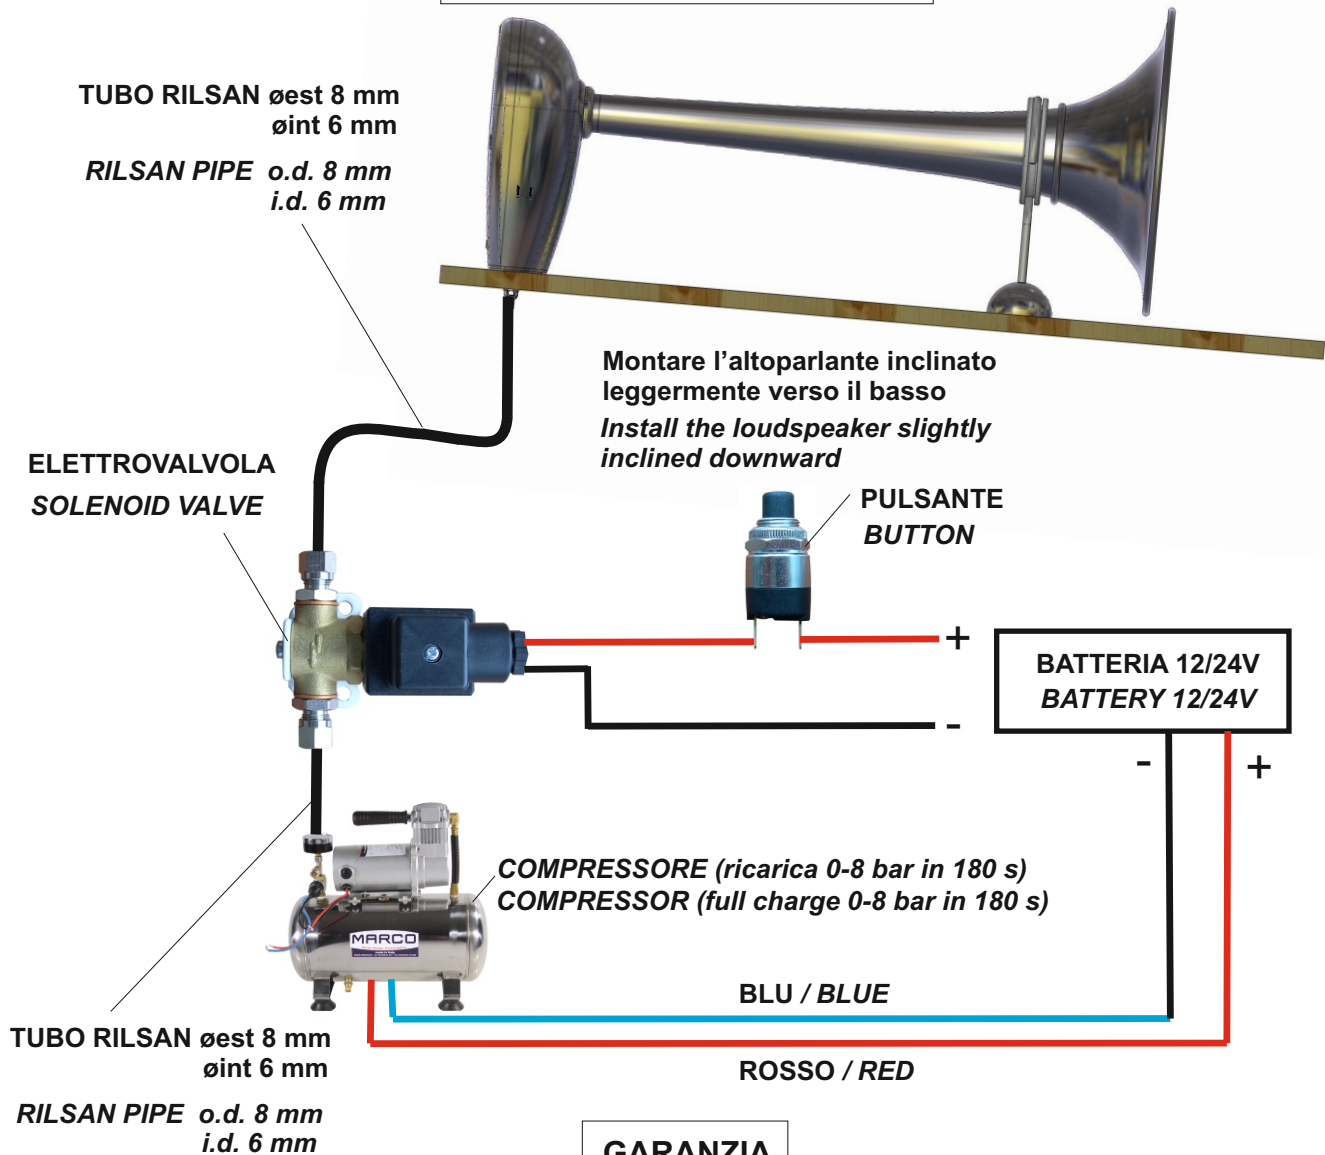 TUBO RILSAN øest 8 mm
øint 6 mm
RILSAN PIPE o.d. 8 mm
i.d. 6 mm
Montare l’altoparlante inclinato
leggermente verso il basso
Install the loudspeaker slightly
inclined downward
ELETTROVALVOLA
SOLENOID VALVE
PULSANTE
BUTTON
+
-
BATTERIA 12/24V
BATTERY 12/24V
-
+
COMPRESSORE (ricarica 0-8 bar in 180 s)
COMPRESSOR (full charge 0-8 bar in 180 s)
MARCO
BLU / BLUE
ROSSO / RED
TUBO RILSAN øest 8 mm
øint 6 mm
RILSAN PIPE o.d. 8 mm
i.d. 6 mm
GARANZIA